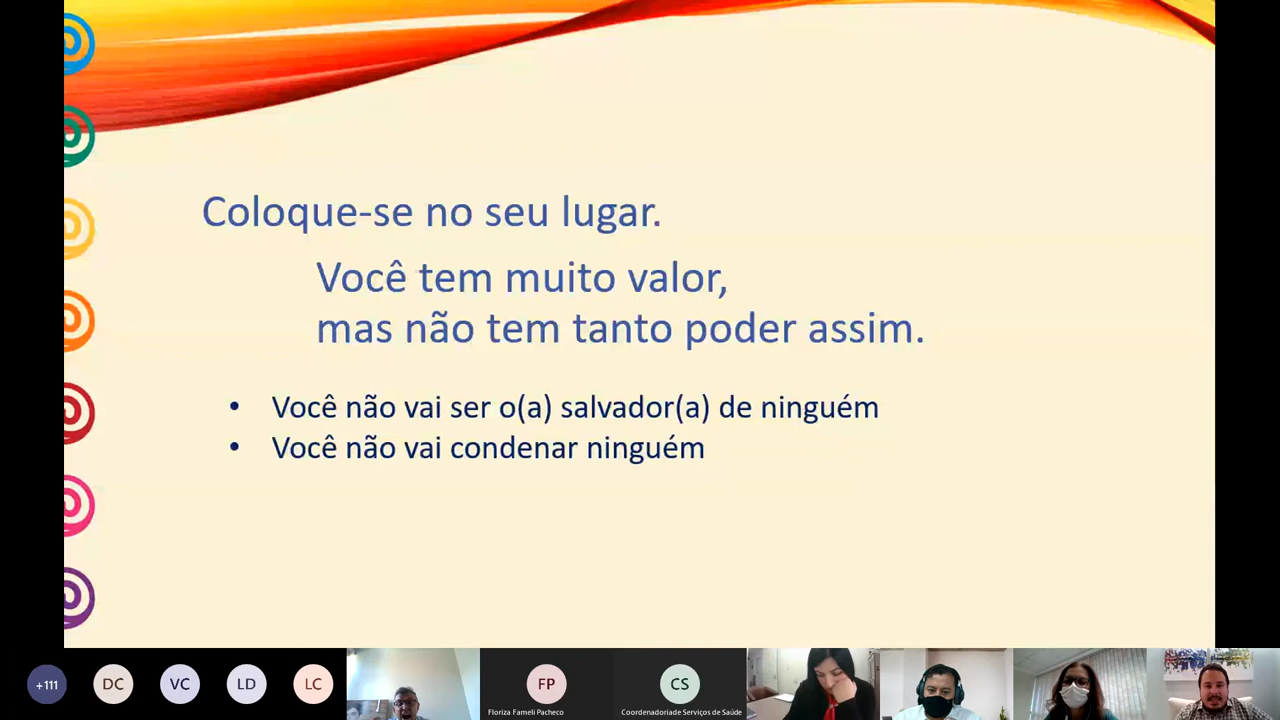 Coloque-se no seu lugar.
Você tem muito valor,
mas não tem tanto poder assim.
• Você não vai ser o(a) salvador(a) de ninguém
• Você não vai condenar ninguém
+111
DC
VC
LD
LC
FP
CS
Floriza Fameli Pacheco
Coordenadoriade Serviços de Saúde